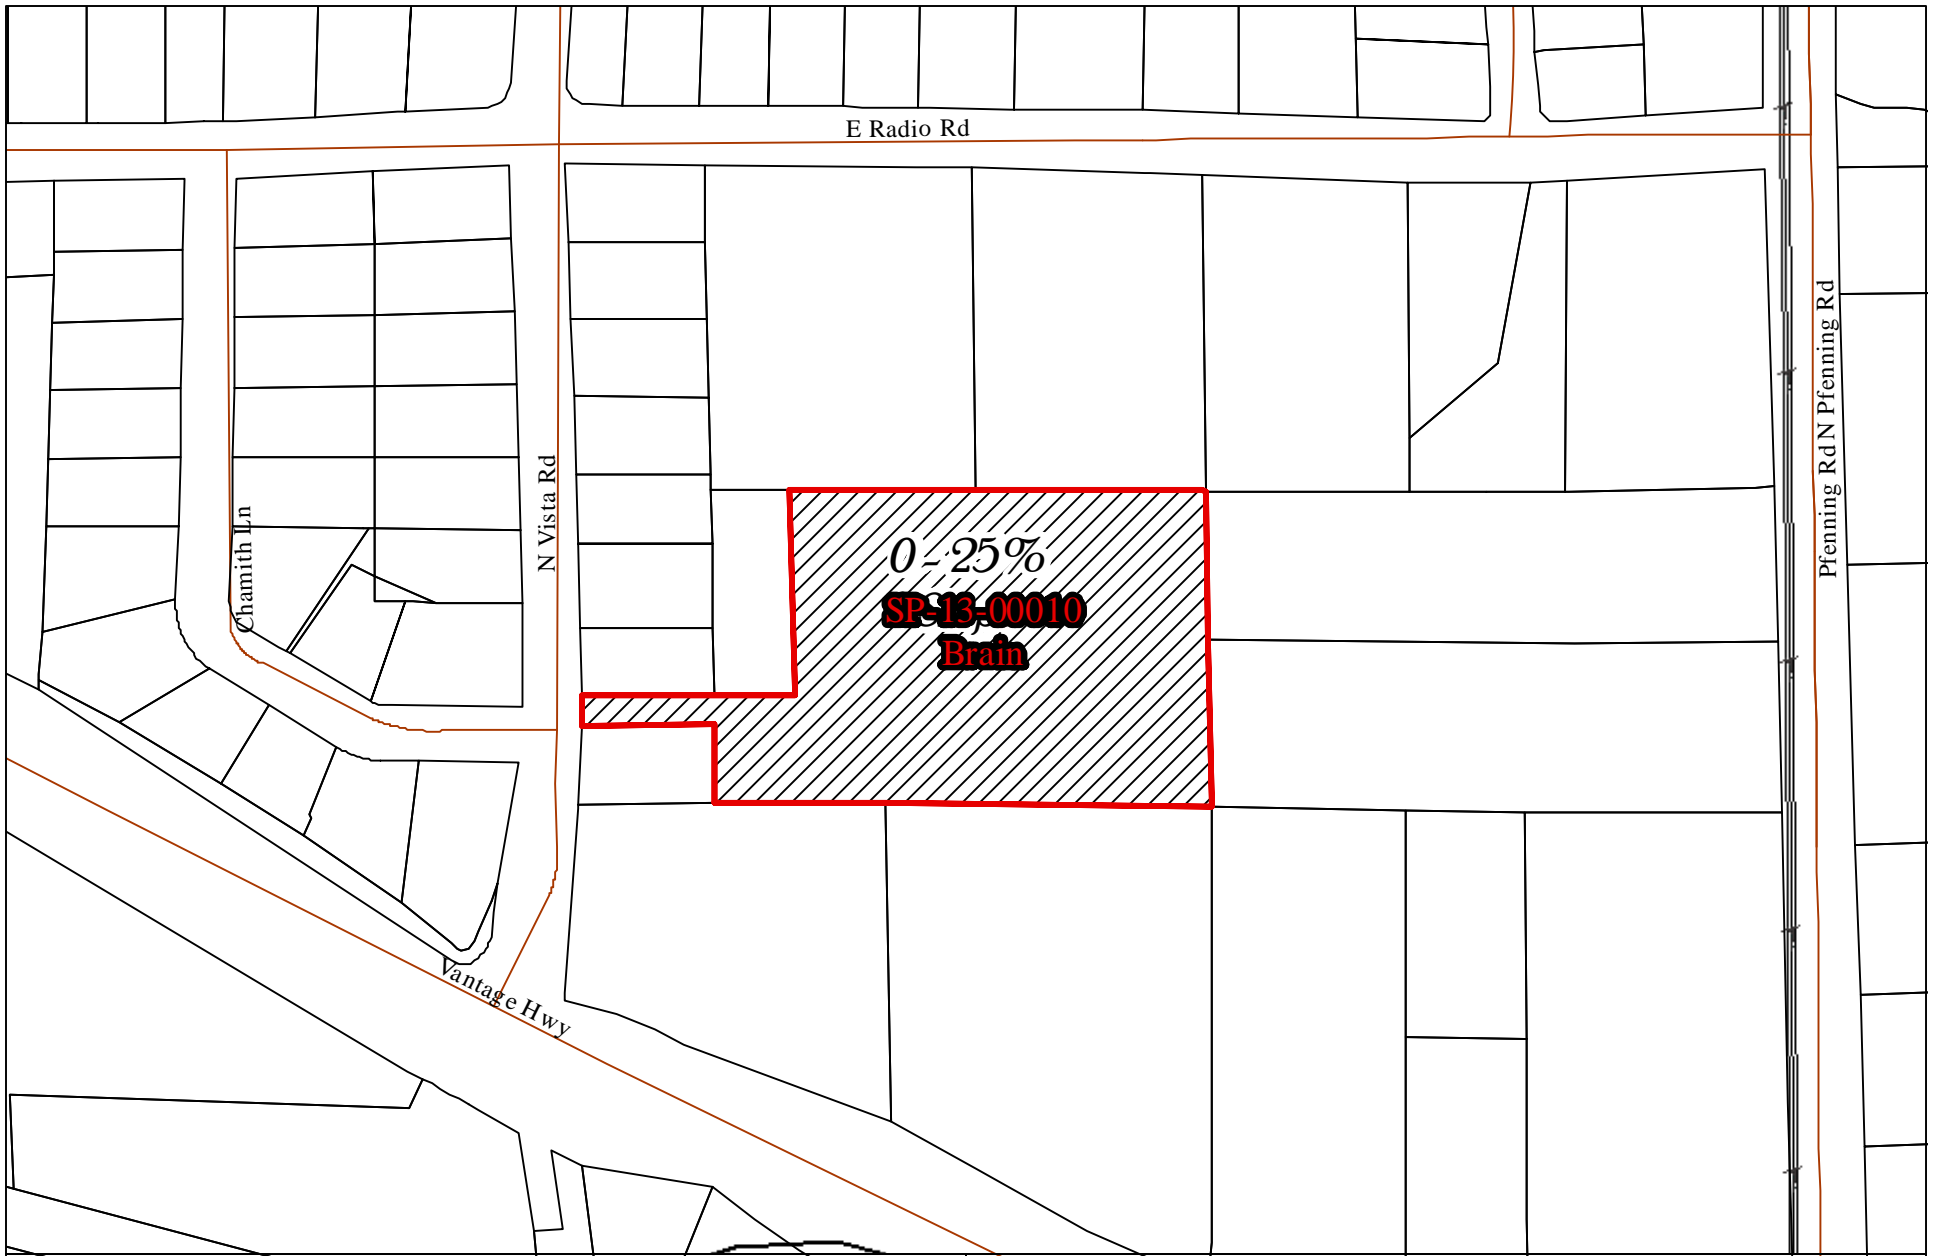 E Radio Rd
Pfenning Rd N Pfenning Rd
N Vista Rd
Chamith Ln
0 - 25%
SP-13-00010
Brain
Vantage Hwy